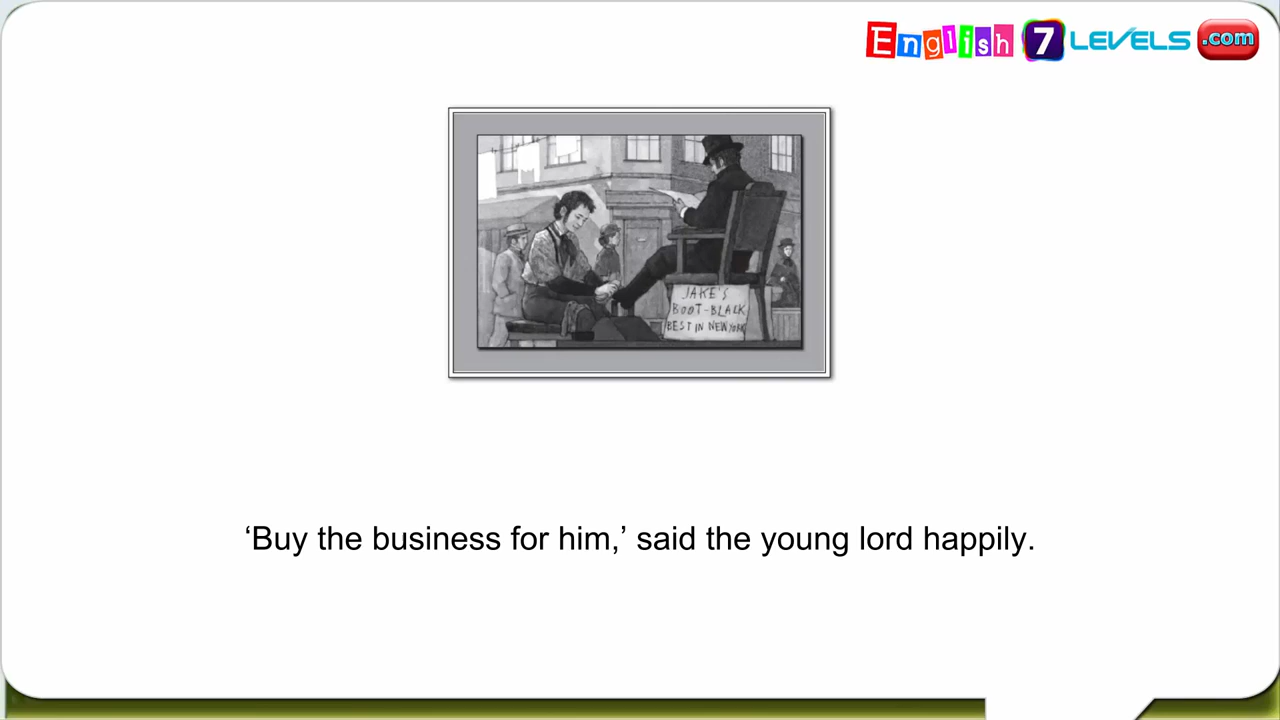 English 7 LEVELS .com
JAKE'S
BOOT-BLACK
BEST IN NEW YORK
‘Buy the business for him,’ said the young lord happily.